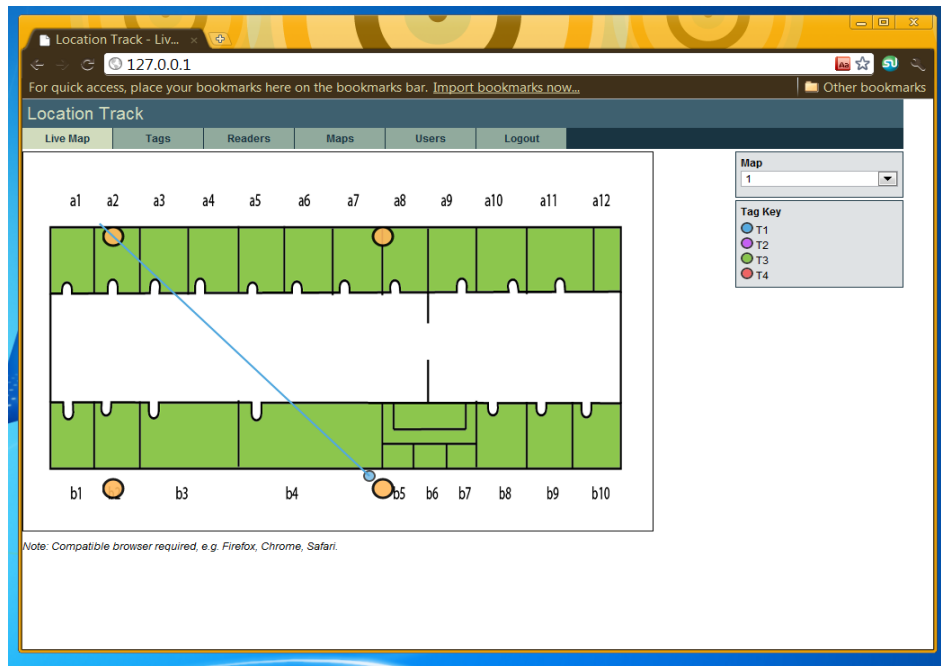 Location Track - Liv...
127.0.0.1
For quick access, place your bookmarks here on the bookmarks bar. Import bookmarks now...
Other bookmarks
Location Track
Live Map Tags Readers Maps Users Logout
Map
1
Tag Key
T1
T2
T3
T4
a1 a2 a3 a4 a5 a6 a7 a8 a9 a10 a11 a12
b1 b3 b4 b5 b6 b7 b8 b9 b10
Note: Compatible browser required, e.g. Firefox, Chrome, Safari.